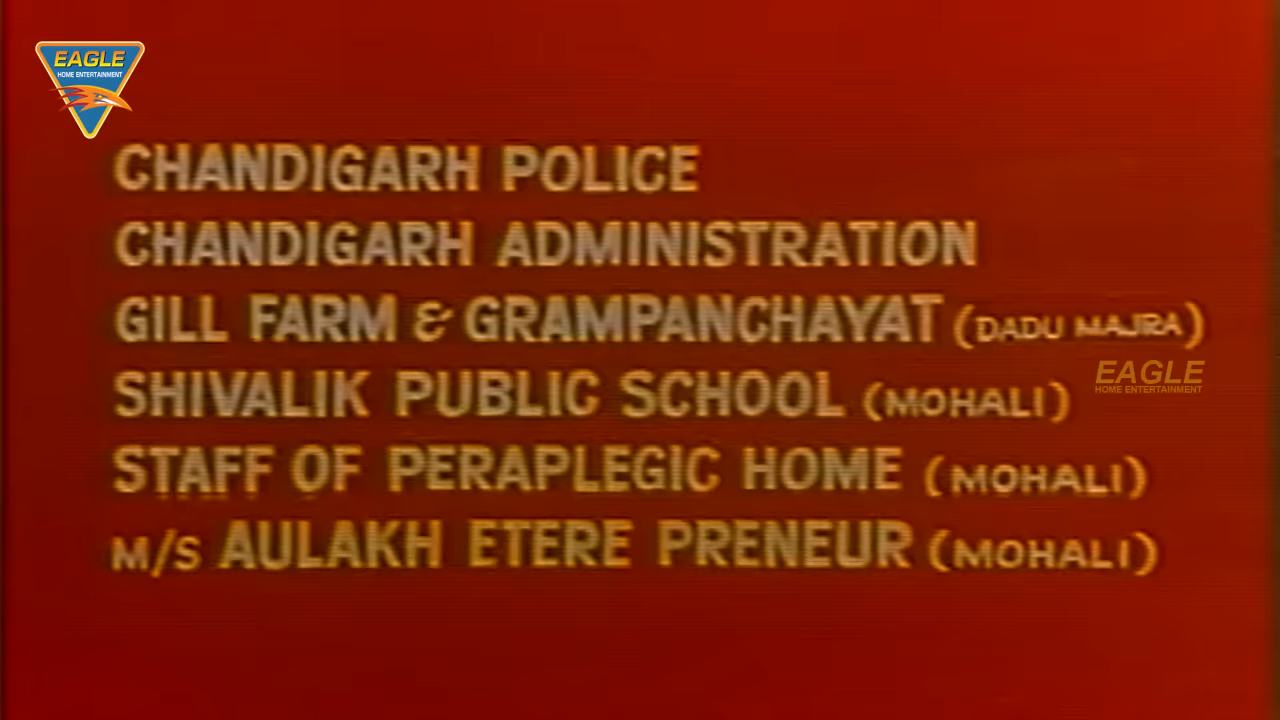 EAGLE
HOME ENTERTAINMENT
CHANDIGARH POLICE
CHANDIGARH ADMINISTRATION
GILL FARM & GRAMPANCHAYAT (DADU MAJRA)
SHIVALIK PUBLIC SCHOOL (MOHALI)
EAGLE
HOME ENTERTAINMENT
STAFF OF PERAPLEGIC HOME (MOHALI)
M/S AULAKH ETERE PRENEUR (MOHALI)